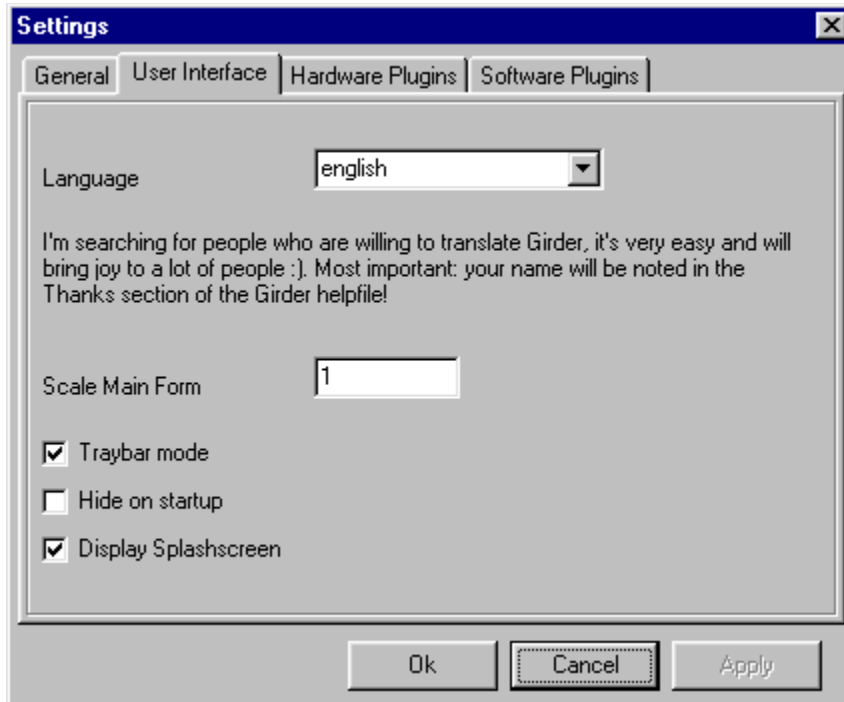 Settings
General User Interface Hardware Plugins Software Plugins
Language english
I'm searching for people who are willing to translate Girder, it's very easy and will
bring joy to a lot of people :). Most important: your name will be noted in the
Thanks section of the Girder helpfile!
Scale Main Form 1
Traybar mode
Hide on startup
Display Splashscreen
Ok Cancel Apply